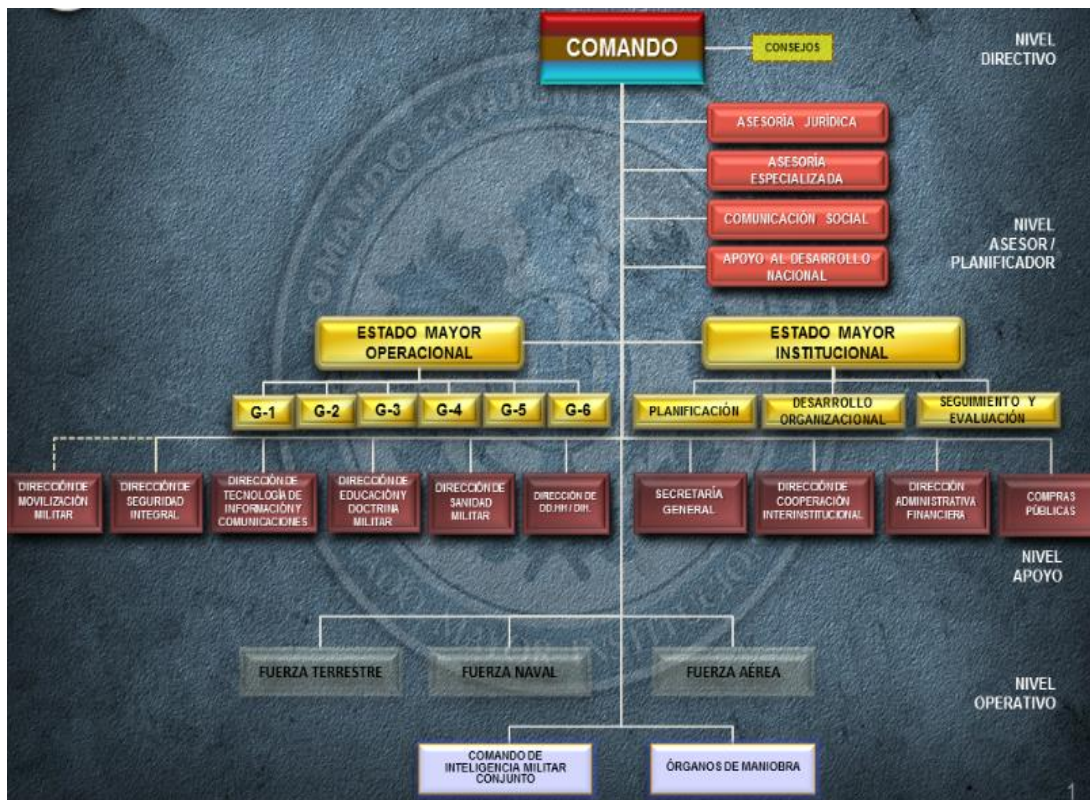 COMANDO
CONSEJOS
NIVEL
DIRECTIVO
ASESORÍA JURÍDICA
ASESORÍA
ESPECIALIZADA
COMUNICACIÓN SOCIAL
APOYO AL DESARROLLO
NACIONAL
NIVEL
ASESOR /
PLANIFICADOR
ESTADO MAYOR
OPERACIONAL
ESTADO MAYOR
INSTITUCIONAL
G-1
G-2
G-3
G-4
G-5
G-6
PLANIFICACIÓN
DESARROLLO
ORGANIZACIONAL
SEGUIMIENTO Y
EVALUACIÓN
DIRECCIÓN DE
MOVILIZACIÓN
MILITAR
DIRECCIÓN DE
SEGURIDAD
INTEGRAL
DIRECCIÓN DE
TECNOLOGÍA DE
INFORMACIÓN Y
COMUNICACIONES
DIRECCIÓN DE
EDUCACIÓN Y
DOCTRINA
MILITAR
DIRECCIÓN DE
SANIDAD
MILITAR
DIRECCIÓN DE
DD.HH / DIH.
SECRETARÍA
GENERAL
DIRECCIÓN DE
COOPERACIÓN
INTERINSTITUCIONAL
DIRECCIÓN
ADMINISTRATIVA
FINANCIERA
COMPRAS
PÚBLICAS
NIVEL
APOYO
FUERZA TERRESTRE
FUERZA NAVAL
FUERZA AÉREA
NIVEL
OPERATIVO
COMANDO DE
INTELIGENCIA MILITAR
CONJUNTO
ÓRGANOS DE MANIOBRA
1
COMANDO CONJUNTO